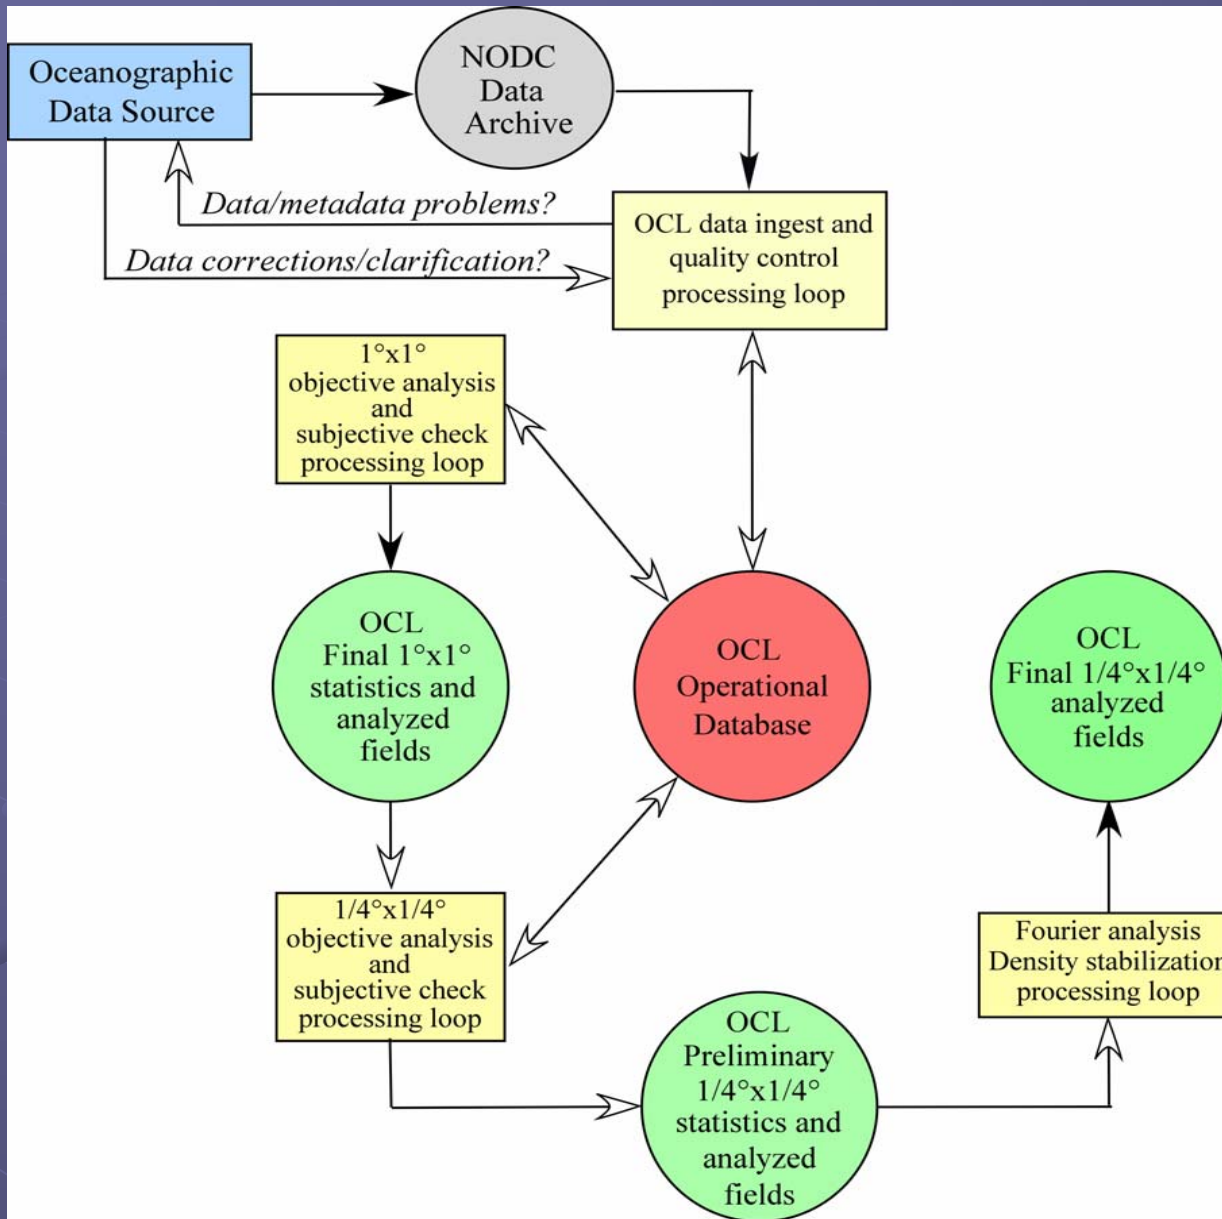 Oceanographic
Data Source
NODC
Data
Archive
Data/metadata problems?
Data corrections/clarification?
OCL data ingest and
quality control
processing loop
1°x1°
objective analysis
and
subjective check
processing loop
OCL
Final 1°x1°
statistics and
analyzed
fields
OCL
Operational
Database
OCL
Final 1/4°x1/4°
analyzed
fields
1/4°x1/4°
objective analysis
and
subjective check
processing loop
Fourier analysis
Density stabilization
processing loop
OCL
Preliminary
1/4°x1/4°
statistics and
analyzed
fields